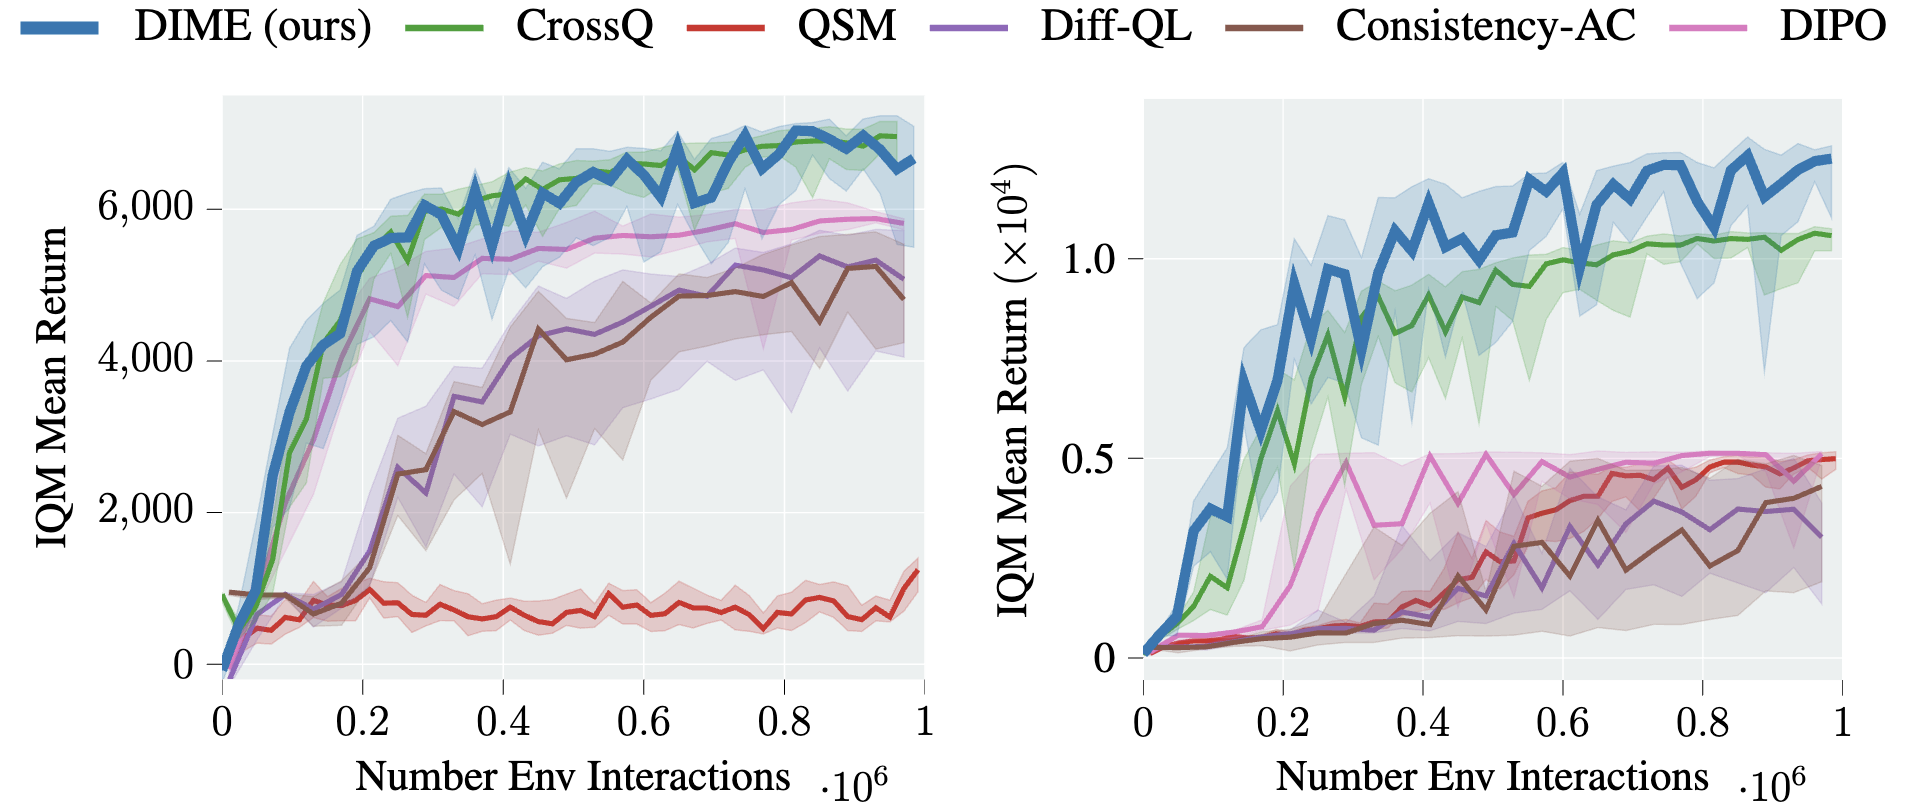 DIME (ours) CrossQ QSM Diff-QL Consistency-AC DIPO
IQM Mean Return
6,000
4,000
2,000
0
0 0.2 0.4 0.6 0.8 1
Number Env Interactions ·10⁶
IQM Mean Return (×10⁴)
1.0
0.5
0
0 0.2 0.4 0.6 0.8 1
Number Env Interactions ·10⁶